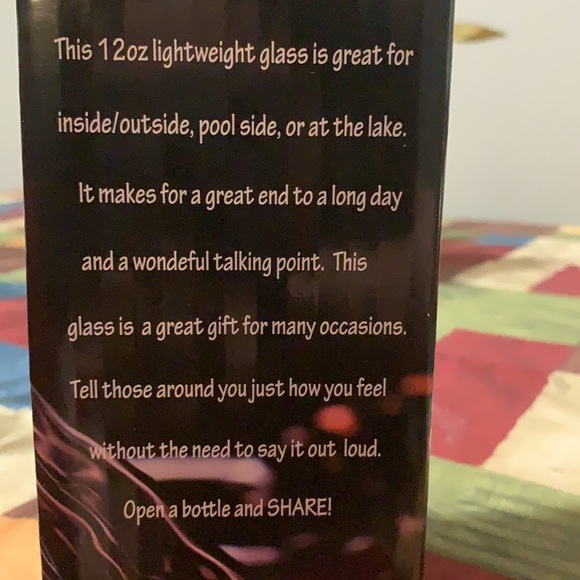 This 12oz lightweight glass is great for
inside/outside, pool side, or at the lake.
It makes for a great end to a long day
and a wondeful talking point. This
glass is a great gift for many occasions.
Tell those around you just how you feel
without the need to say it out loud.
Open a bottle and SHARE!